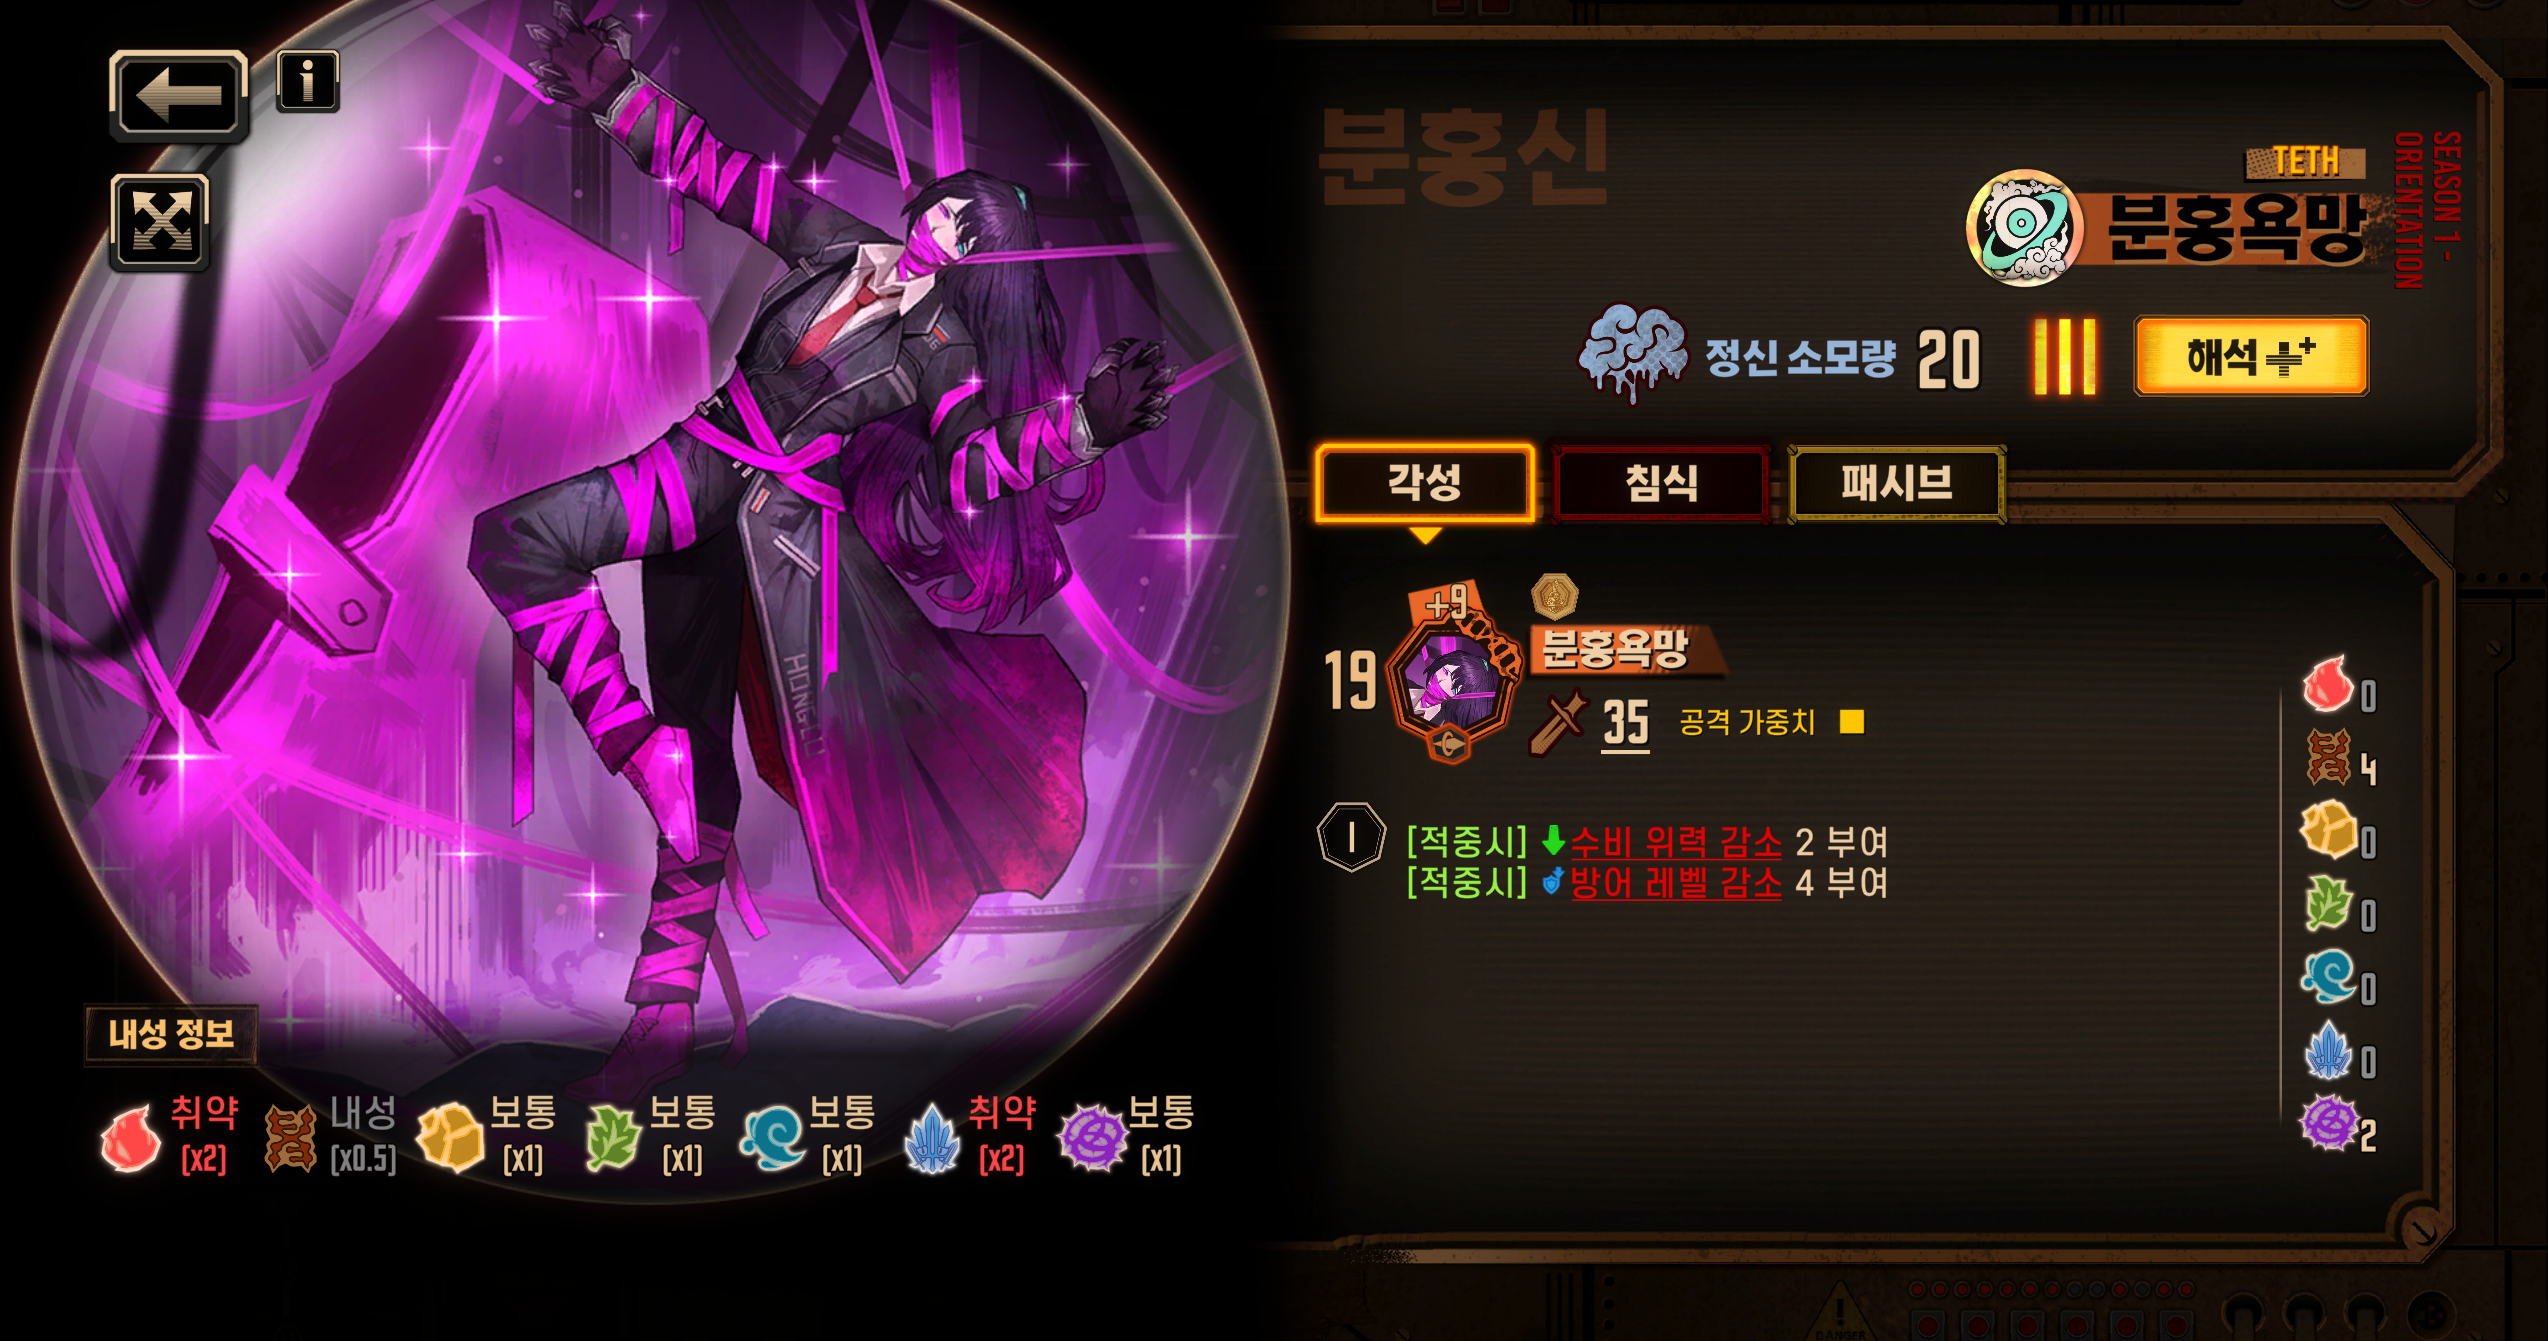 분홍신
TETH
분홍욕망
SEASON 1 -
ORIENTATION
정신 소모량 20
해석
각성
침식
패시브
+9
19
분홍욕망
35 공격 가중치
I
[적중시] 수비 위력 감소 2 부여
[적중시] 방어 레벨 감소 4 부여
0
4
0
0
0
0
2
HONG LU
06
내성 정보
취약 [x2]
내성 [x0.5]
보통 [x1]
보통 [x1]
보통 [x1]
취약 [x2]
보통 [x1]
DANGER